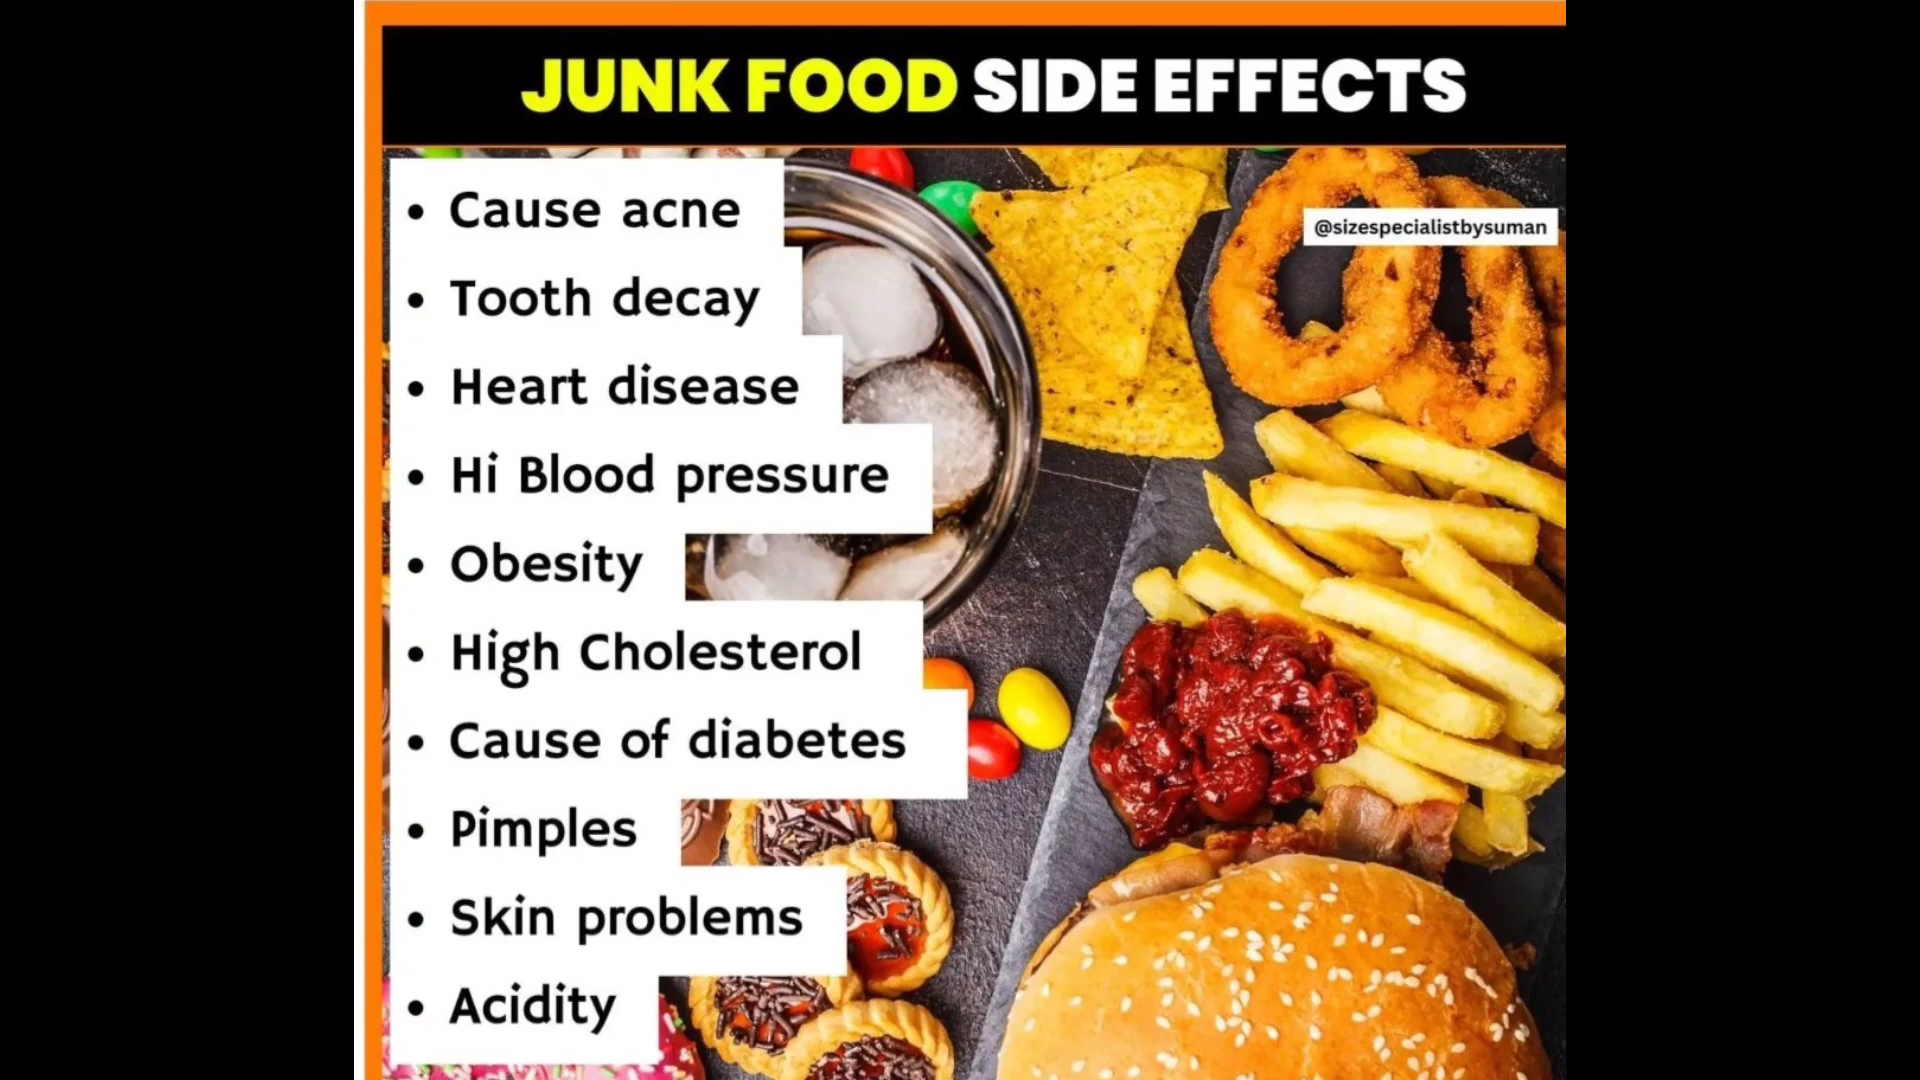 JUNK FOOD SIDE EFFECTS
@sizespecialistbysuman
• Cause acne
• Tooth decay
• Heart disease
• Hi Blood pressure
• Obesity
• High Cholesterol
• Cause of diabetes
• Pimples
• Skin problems
• Acidity